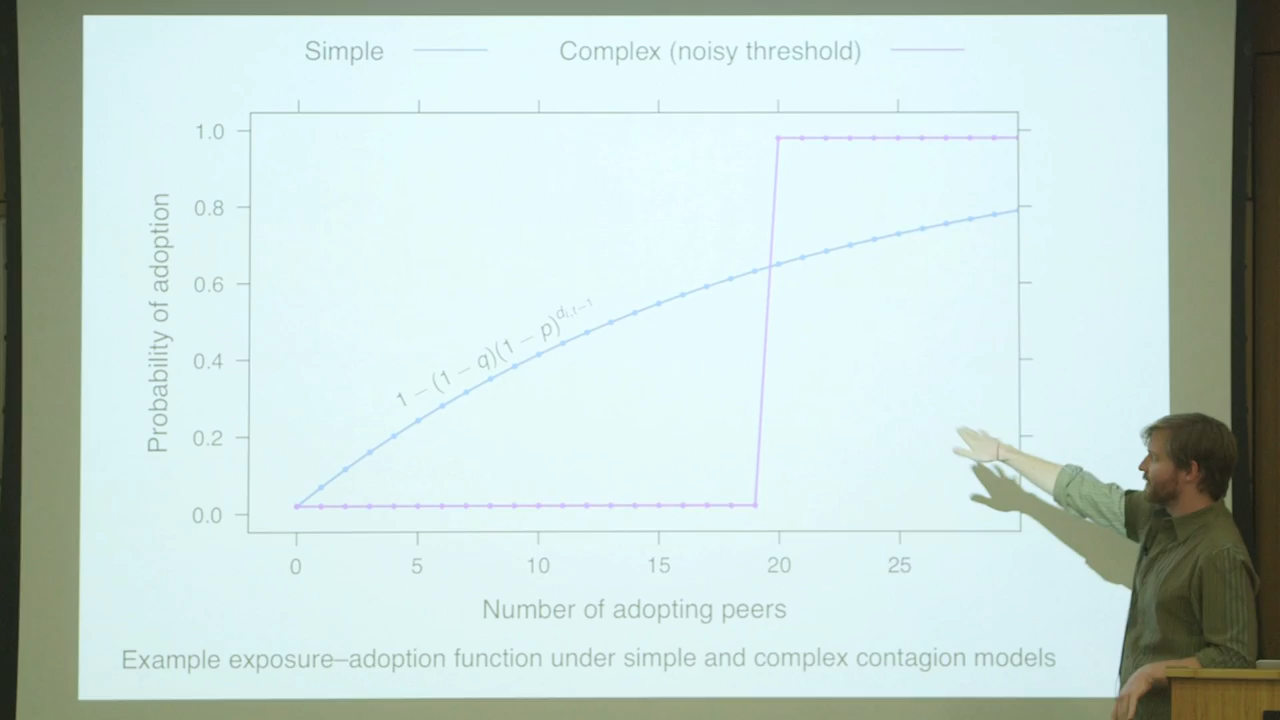 Simple Complex (noisy threshold)
1.0
0.8
0.6
0.4
0.2
0.0
Probability of adoption
1 – (1 – q)(1 – p)^{d_{i,t–1}}
0 5 10 15 20 25
Number of adopting peers
Example exposure–adoption function under simple and complex contagion models